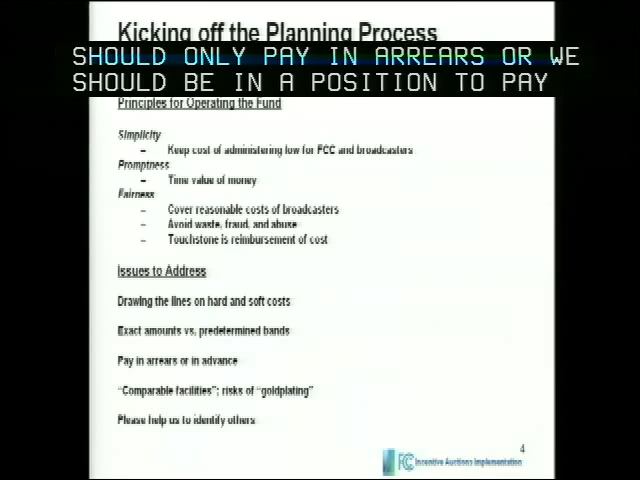 Kicking off the Planning Process
SHOULD ONLY PAY IN ARREARS OR WE
SHOULD BE IN A POSITION TO PAY
Principles for Operating the Fund
Simplicity
– Keep cost of administering low for FCC and broadcasters
Promptness
– Time value of money
Fairness
– Cover reasonable costs of broadcasters
– Avoid waste, fraud, and abuse
– Touchstone is reimbursement of cost
Issues to Address
Drawing the lines on hard and soft costs
Exact amounts vs. predetermined bands
Pay in arrears or in advance
"Comparable facilities"; risks of "goldplating"
Please help us to identify others
4
FCC Incentive Auctions Implementation